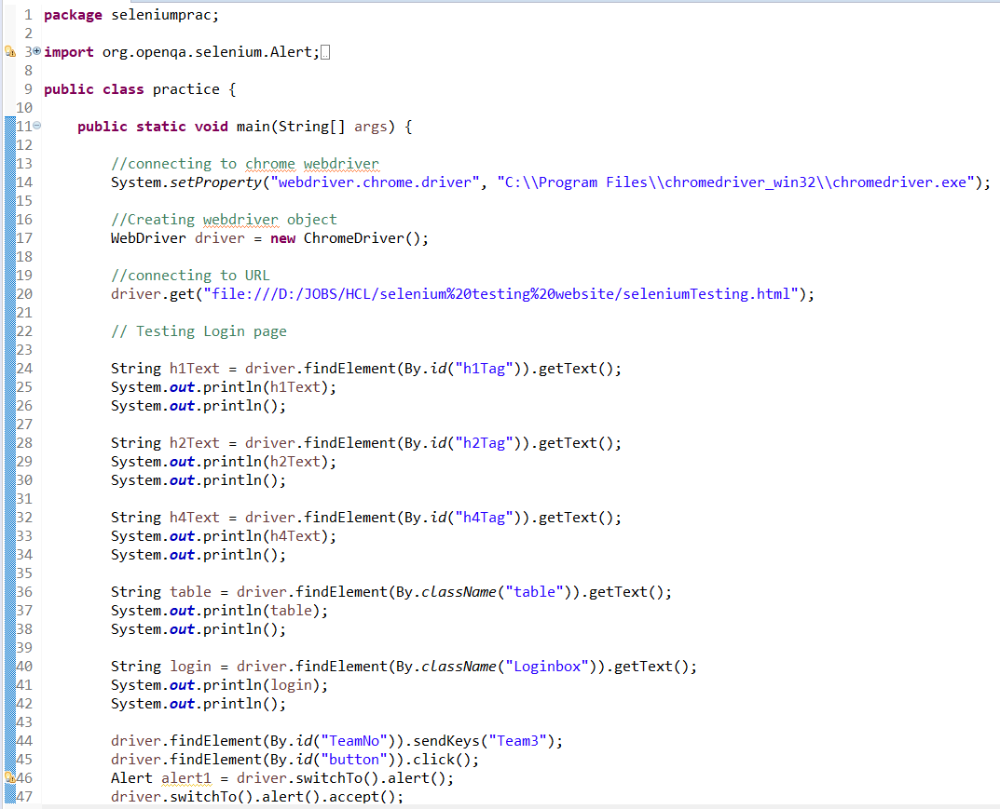 1 package seleniumprac;
2
3 import org.openqa.selenium.Alert;
8
9 public class practice {
10
11 public static void main(String[] args) {
12
13 //connecting to chrome webdriver
14 System.setProperty("webdriver.chrome.driver", "C:\\Program Files\\chromedriver_win32\\chromedriver.exe");
15
16 //Creating webdriver object
17 WebDriver driver = new ChromeDriver();
18
19 //connecting to URL
20 driver.get("file:///D:/JOBS/HCL/selenium%20testing%20website/seleniumTesting.html");
21
22 // Testing Login page
23
24 String h1Text = driver.findElement(By.id("h1Tag")).getText();
25 System.out.println(h1Text);
26 System.out.println();
27
28 String h2Text = driver.findElement(By.id("h2Tag")).getText();
29 System.out.println(h2Text);
30 System.out.println();
31
32 String h4Text = driver.findElement(By.id("h4Tag")).getText();
33 System.out.println(h4Text);
34 System.out.println();
35
36 String table = driver.findElement(By.className("table")).getText();
37 System.out.println(table);
38 System.out.println();
39
40 String login = driver.findElement(By.className("Loginbox")).getText();
41 System.out.println(login);
42 System.out.println();
43
44 driver.findElement(By.id("TeamNo")).sendKeys("Team3");
45 driver.findElement(By.id("button")).click();
46 Alert alert1 = driver.switchTo().alert();
47 driver.switchTo().alert().accept();